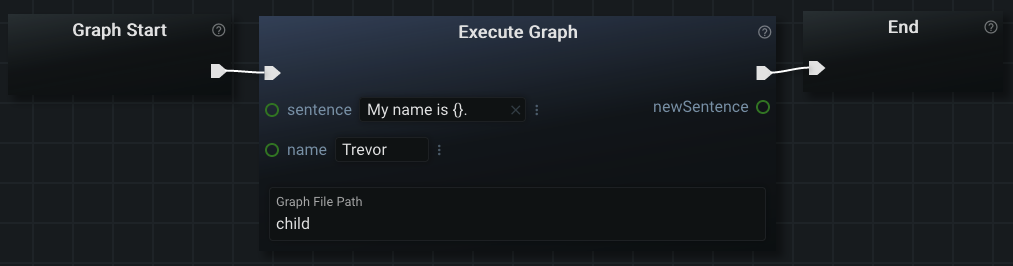 Graph Start
Execute Graph
End
sentence My name is {}.
newSentence
name Trevor
Graph File Path
child